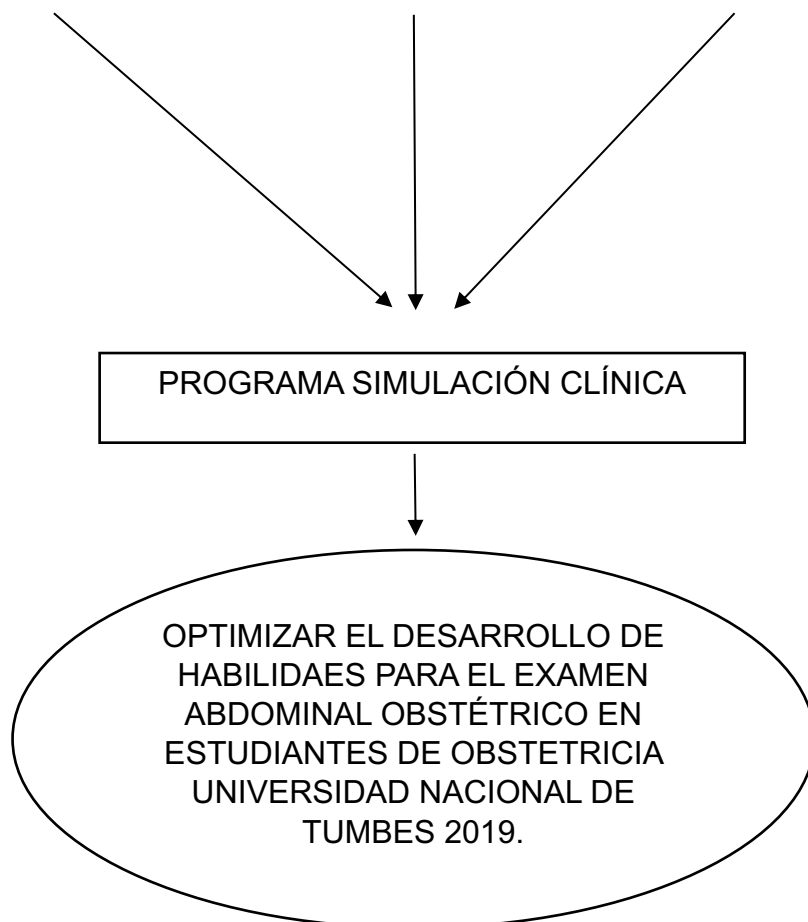 PROGRAMA SIMULACIÓN CLÍNICA
OPTIMIZAR EL DESARROLLO DE
HABILIDAES PARA EL EXAMEN
ABDOMINAL OBSTÉTRICO EN
ESTUDIANTES DE OBSTETRICIA
UNIVERSIDAD NACIONAL DE
TUMBES 2019.